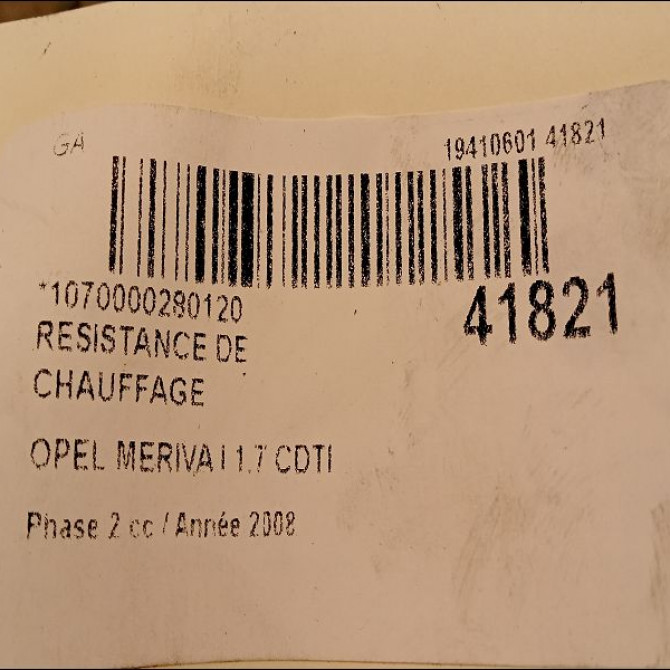 GA
19410601 41821
*1070000280120
41821
RESISTANCE DE
CHAUFFAGE
OPEL MERIVA I 1.7 CDTI
Phase 2 cc / Année 2008